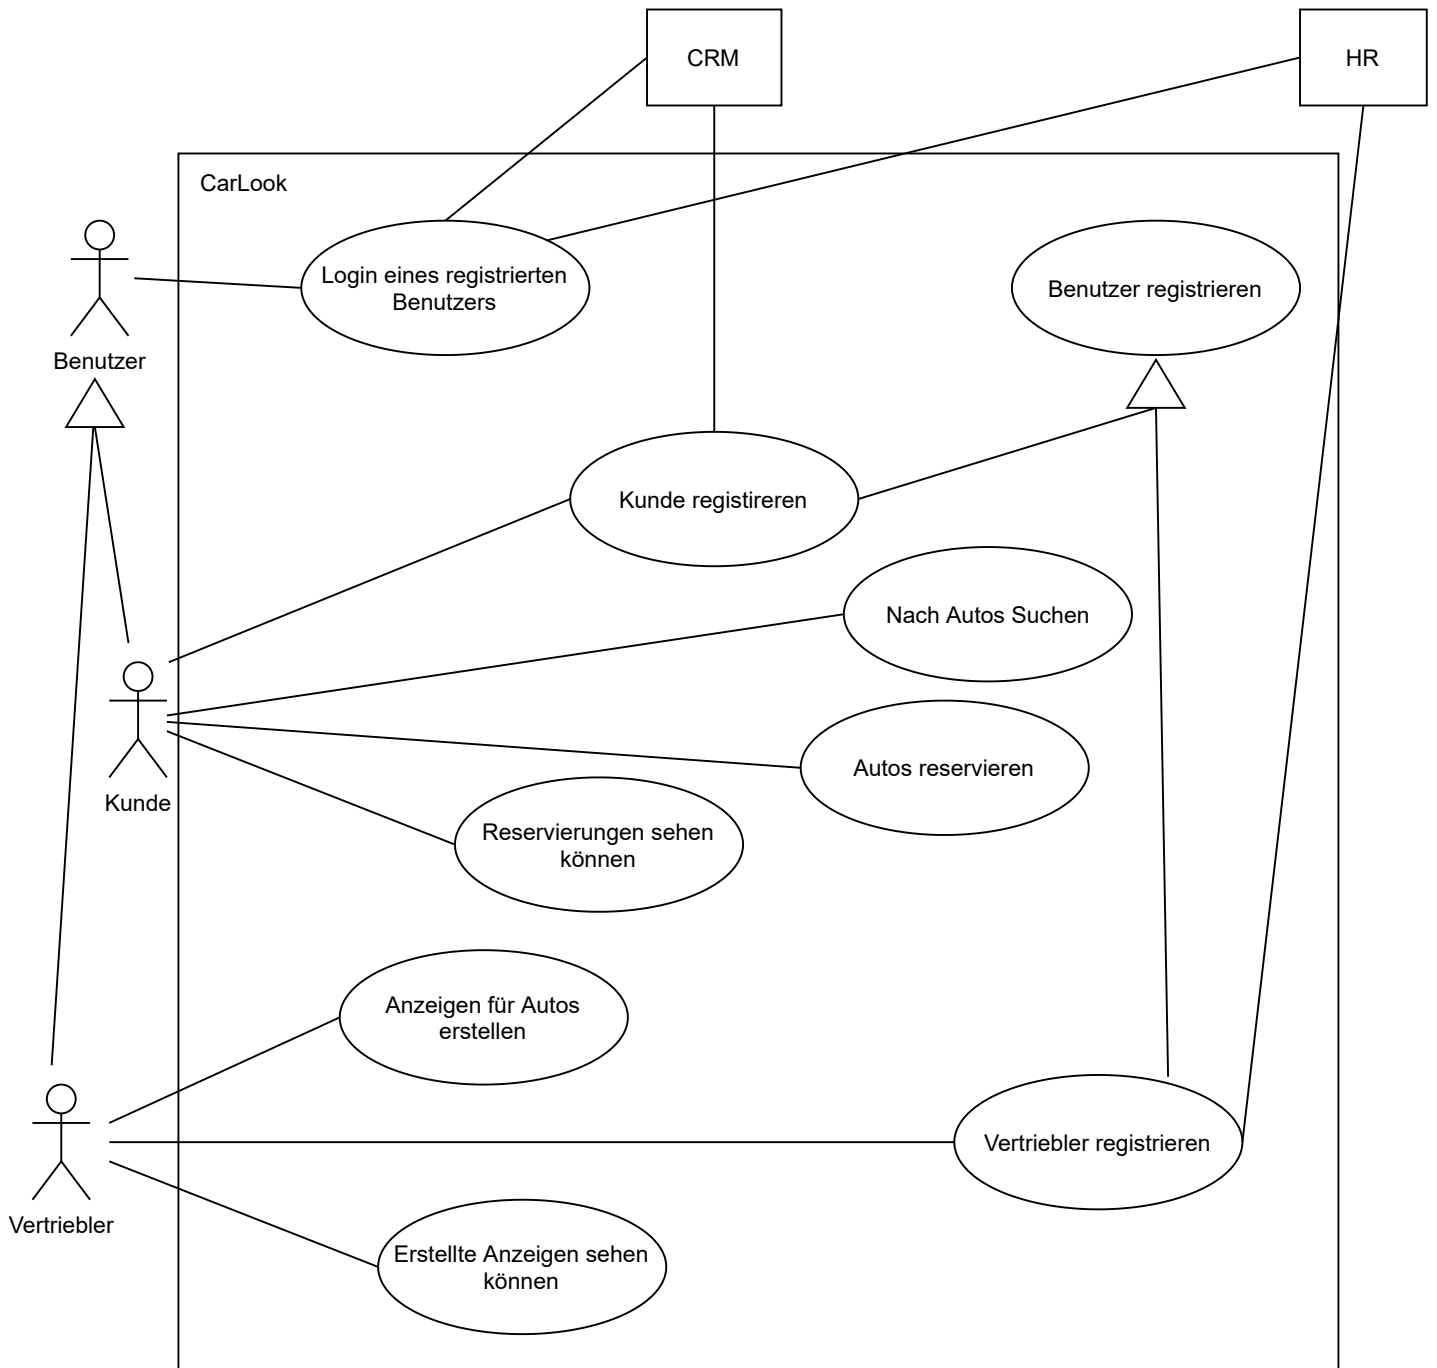 CRM
HR
CarLook
Login eines registrierten
Benutzers
Benutzer registrieren
Benutzer
Kunde registireren
Nach Autos Suchen
Autos reservieren
Kunde
Reservierungen sehen
können
Anzeigen für Autos
erstellen
Vertriebler registrieren
Vertriebler
Erstellte Anzeigen sehen
können